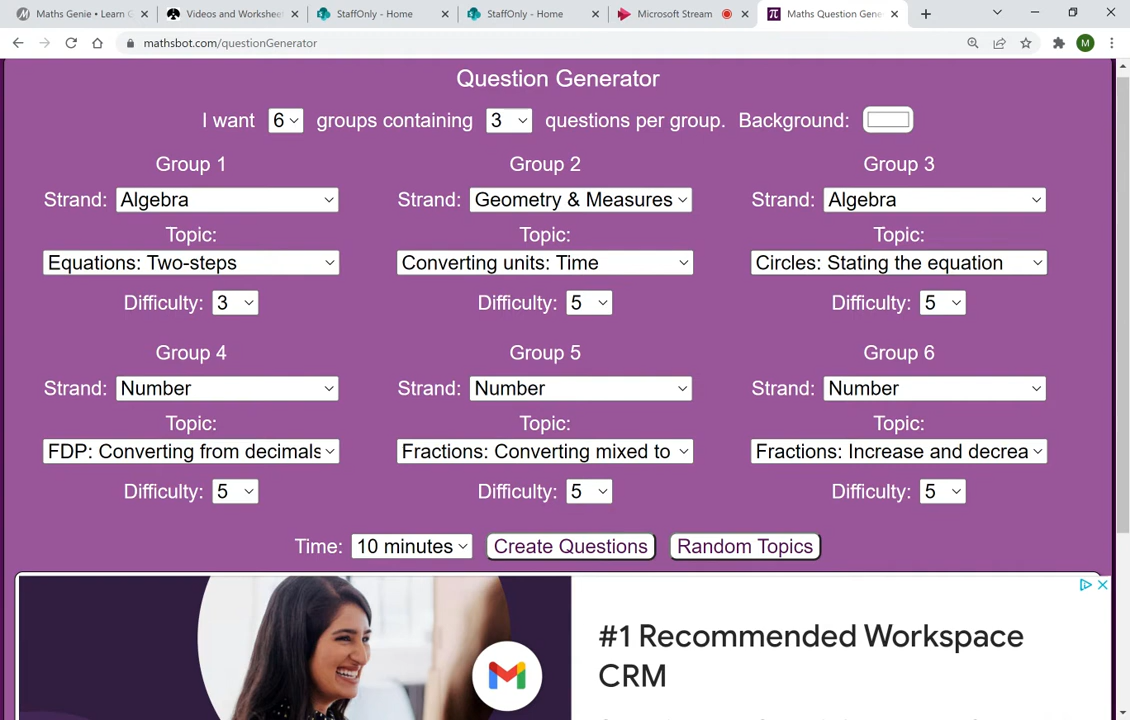 Maths Genie • Learn G
Videos and Workshee
StaffOnly - Home
StaffOnly - Home
Microsoft Stream
Maths Question Gene
mathsbot.com/questionGenerator
M
Question Generator
I want 6 groups containing 3 questions per group. Background:
Group 1 Group 2 Group 3
Strand: Algebra Strand: Geometry & Measures Strand: Algebra
Topic: Topic: Topic:
Equations: Two-steps Converting units: Time Circles: Stating the equation
Difficulty: 3 Difficulty: 5 Difficulty: 5
Group 4 Group 5 Group 6
Strand: Number Strand: Number Strand: Number
Topic: Topic: Topic:
FDP: Converting from decimals Fractions: Converting mixed to Fractions: Increase and decrea
Difficulty: 5 Difficulty: 5 Difficulty: 5
Time: 10 minutes Create Questions Random Topics
#1 Recommended Workspace
CRM